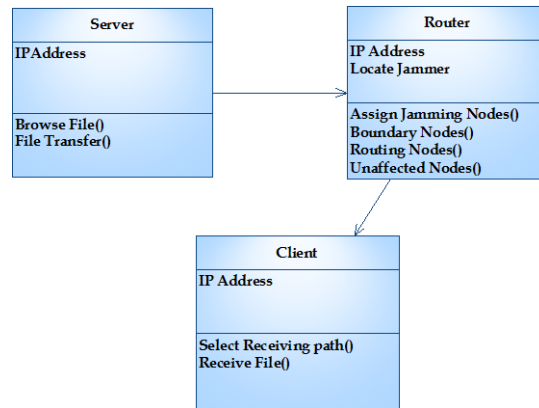 Server
IPAddress
Browse File()
File Transfer()
Router
IP Address
Locate Jammer
Assign Jamming Nodes()
Boundary Nodes()
Routing Nodes()
Unaffected Nodes()
Client
IP Address
Select Receiving path()
Receive File()